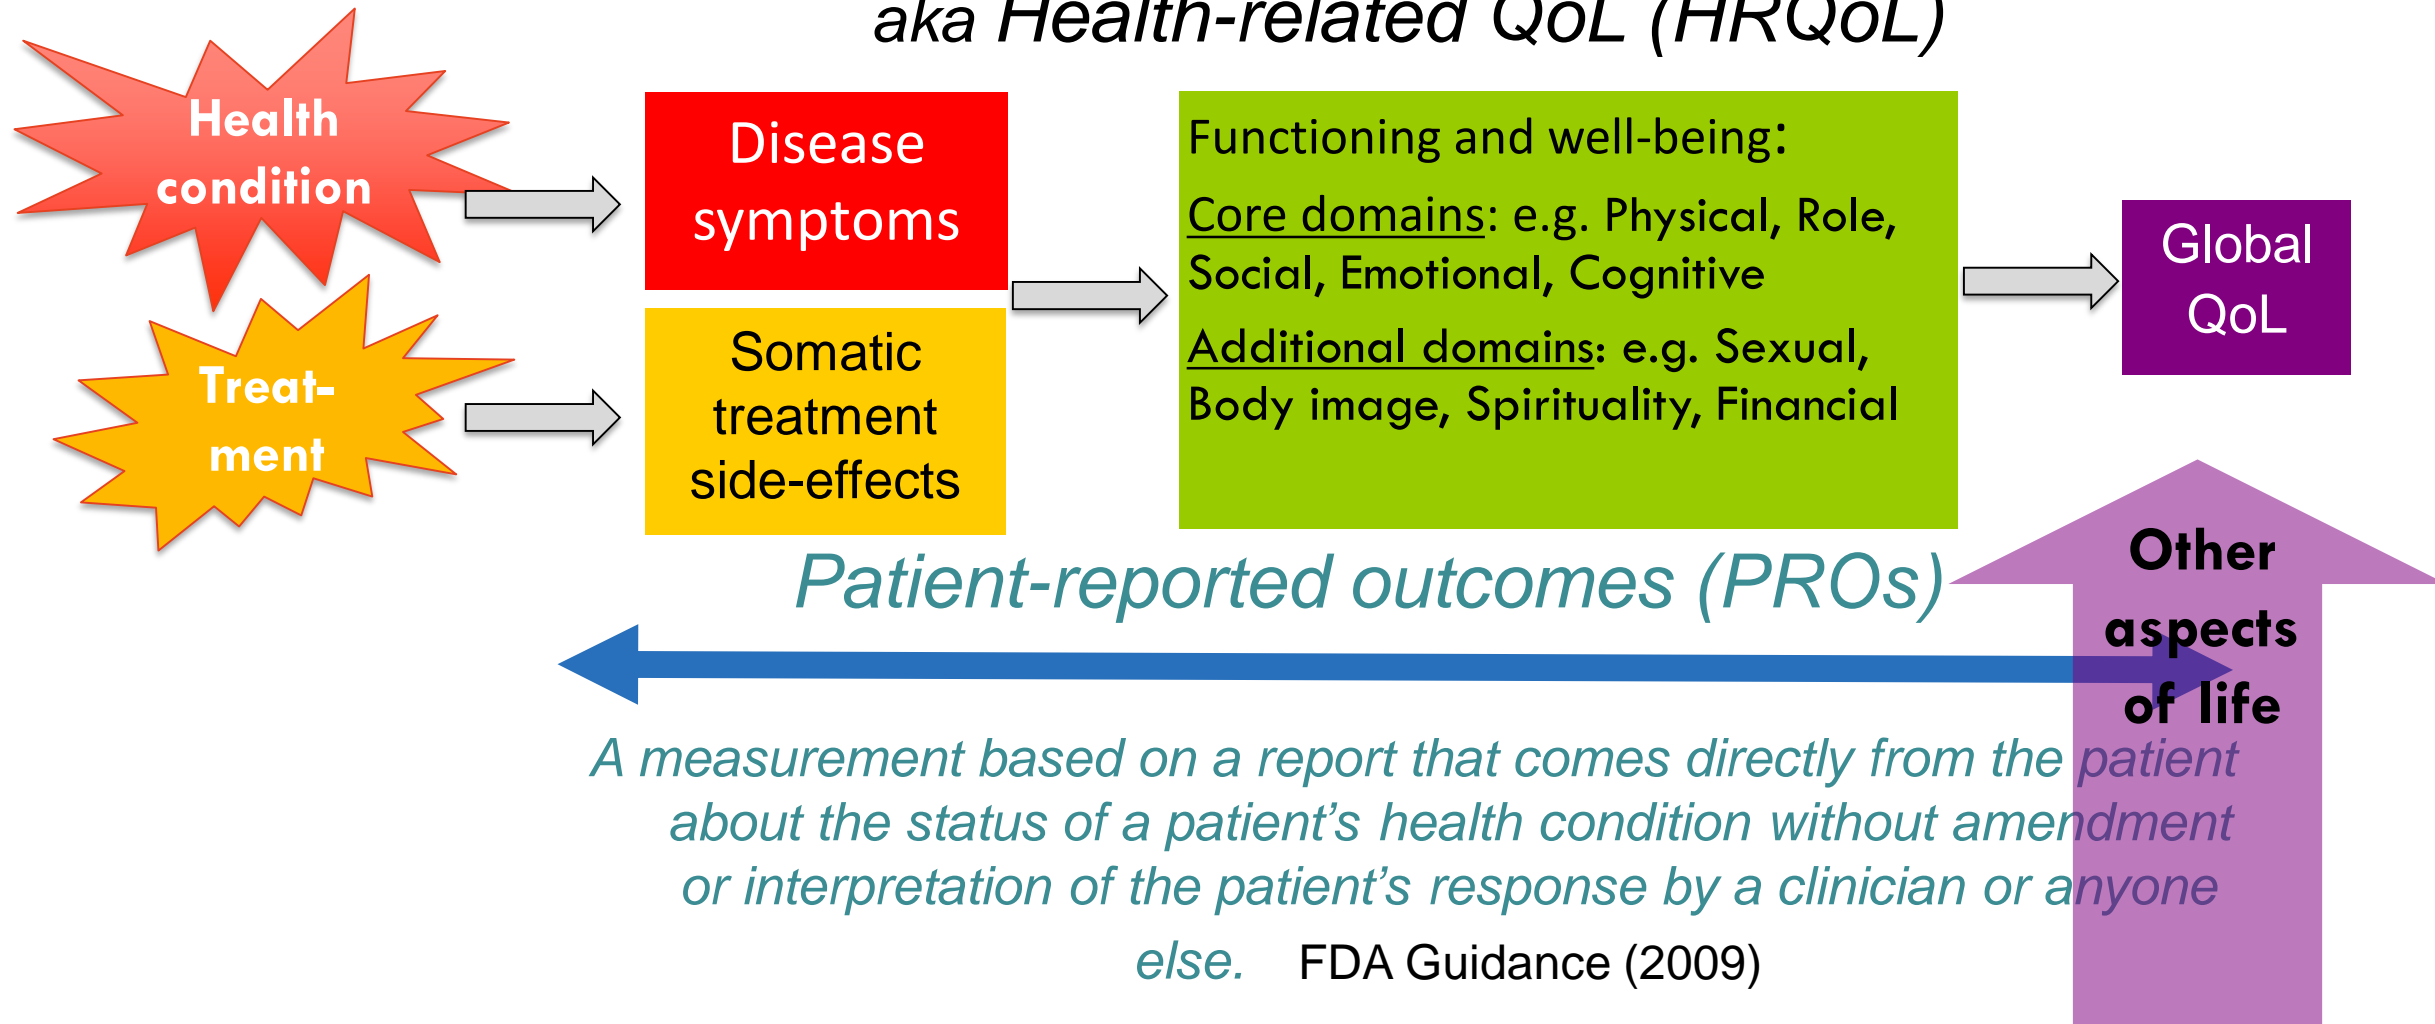 aka Health-related QoL (HRQoL)
Health
condition
Treat-
ment
Disease
symptoms
Somatic
treatment
side-effects
Functioning and well-being:
Core domains: e.g. Physical, Role,
Social, Emotional, Cognitive
Additional domains: e.g. Sexual,
Body image, Spirituality, Financial
Global
QoL
Other
aspects
of life
Patient-reported outcomes (PROs)
A measurement based on a report that comes directly from the patient
about the status of a patient’s health condition without amendment
or interpretation of the patient’s response by a clinician or anyone
else. FDA Guidance (2009)